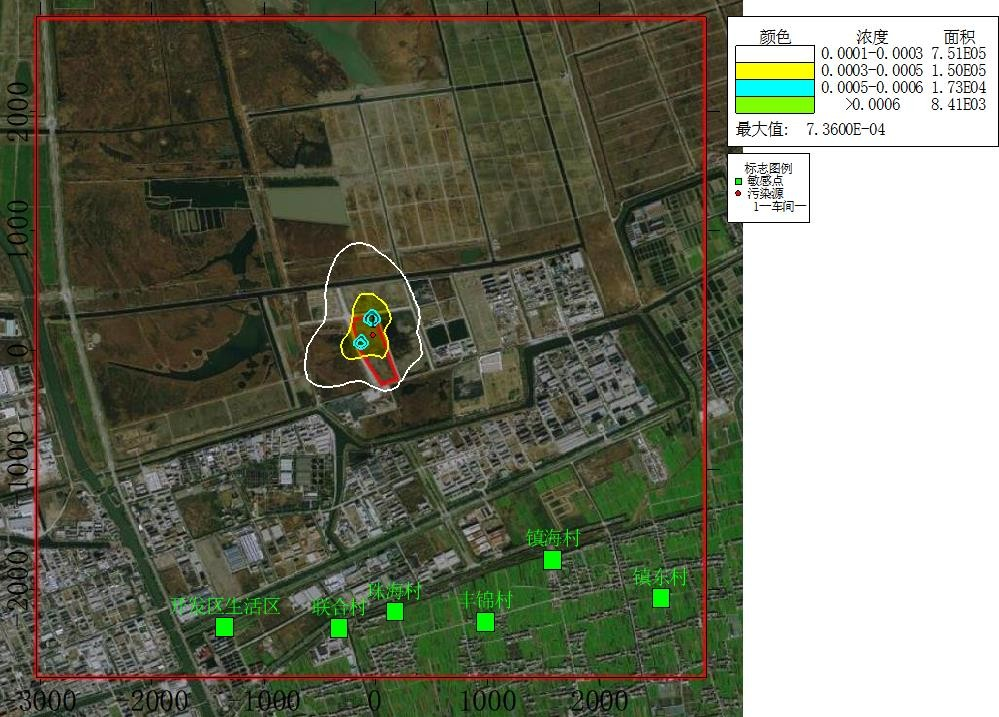 颜色 浓度 面积
0.0001-0.0003 7.51E05
0.0003-0.0005 1.50E05
0.0005-0.0006 1.73E04
>0.0006 8.41E03
最大值: 7.3600E-04
标志图例
敏感点
污染源
1—车间一
2000
1000
0
-1000
-2000
镇海村
镇东村
开发区生活区
联合村
珠海村
丰锦村
-3000 -2000 -1000 0 1000 2000